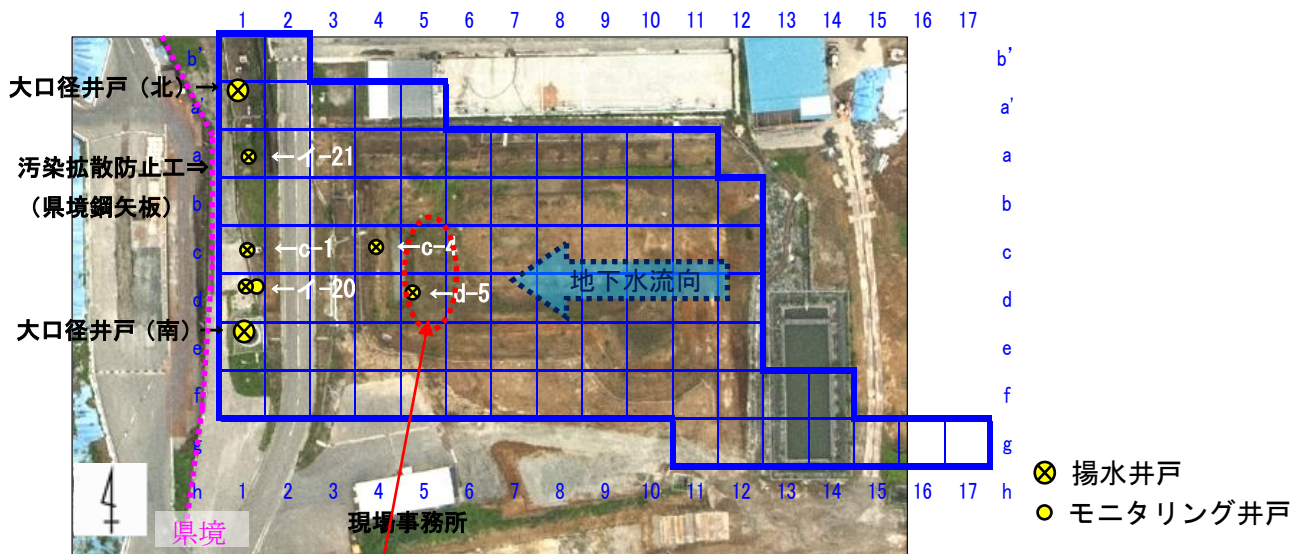 1 2 3 4 5 6 7 8 9 10 11 12 13 14 15 16 17
b' b'
大口径井戸（北）→
a' a'
汚染拡散防止工⇒
a ←イ-21 a
（県境鋼矢板）
b b
c ←c-1 ←c-4 c
地下水流向
d ←イ-20 ←d-5 d
大口径井戸（南）→
e e
f f
g g
揚水井戸
h 1 2 3 4 5 6 7 8 9 10 11 12 13 14 15 16 17 h
モニタリング井戸
県境
現場事務所